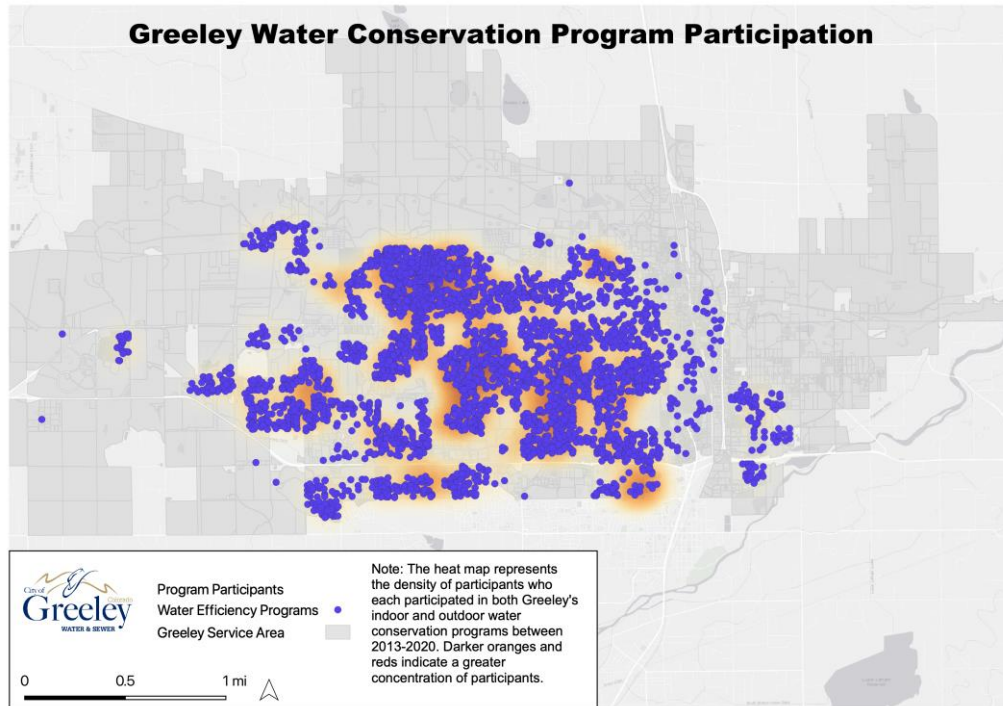 Greeley Water Conservation Program Participation
City of
Greeley
Colorado
WATER & SEWER
Program Participants
Water Efficiency Programs
Greeley Service Area
Note: The heat map represents
the density of participants who
each participated in both Greeley's
indoor and outdoor water
conservation programs between
2013-2020. Darker oranges and
reds indicate a greater
concentration of participants.
0 0.5 1 mi